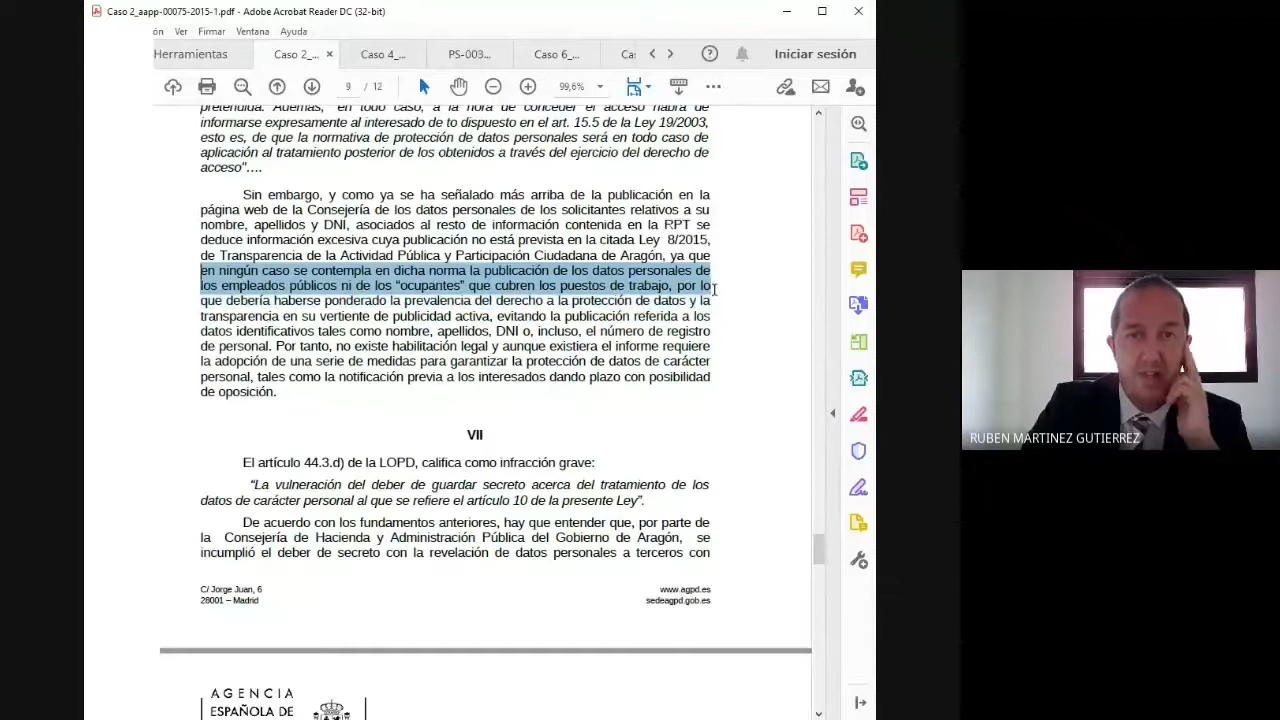 Caso 2_aapp-00075-2015-1.pdf - Adobe Acrobat Reader DC (32-bit)
ón Ver Firmar Ventana Ayuda
Herramientas Caso 2_... × Caso 4_... PS-003... Caso 6_... Ca: Iniciar sesión
9 / 12 99,6%
pretendida. Además, en todo caso, a la hora de conceder el acceso habrá de
informarse expresamente al interesado de to dispuesto en el art. 15.5 de la Ley 19/2003,
esto es, de que la normativa de protección de datos personales será en todo caso de
aplicación al tratamiento posterior de los obtenidos a través del ejercicio del derecho de
acceso"….
Sin embargo, y como ya se ha señalado más arriba de la publicación en la
página web de la Consejería de los datos personales de los solicitantes relativos a su
nombre, apellidos y DNI, asociados al resto de información contenida en la RPT se
deduce información excesiva cuya publicación no está prevista en la citada Ley 8/2015,
de Transparencia de la Actividad Pública y Participación Ciudadana de Aragón, ya que
en ningún caso se contempla en dicha norma la publicación de los datos personales de
los empleados públicos ni de los “ocupantes” que cubren los puestos de trabajo, por lo
que debería haberse ponderado la prevalencia del derecho a la protección de datos y la
transparencia en su vertiente de publicidad activa, evitando la publicación referida a los
datos identificativos tales como nombre, apellidos, DNI o, incluso, el número de registro
de personal. Por tanto, no existe habilitación legal y aunque existiera el informe requiere
la adopción de una serie de medidas para garantizar la protección de datos de carácter
personal, tales como la notificación previa a los interesados dando plazo con posibilidad
de oposición.
VII
El artículo 44.3.d) de la LOPD, califica como infracción grave:
“La vulneración del deber de guardar secreto acerca del tratamiento de los
datos de carácter personal al que se refiere el artículo 10 de la presente Ley”.
De acuerdo con los fundamentos anteriores, hay que entender que, por parte de
la Consejería de Hacienda y Administración Pública del Gobierno de Aragón, se
incumplió el deber de secreto con la revelación de datos personales a terceros con
C/ Jorge Juan, 6 www.agpd.es
28001 – Madrid sedeagpd.gob.es
AGENCIA
ESPAÑOLA DE
RUBEN MARTINEZ GUTIERREZ